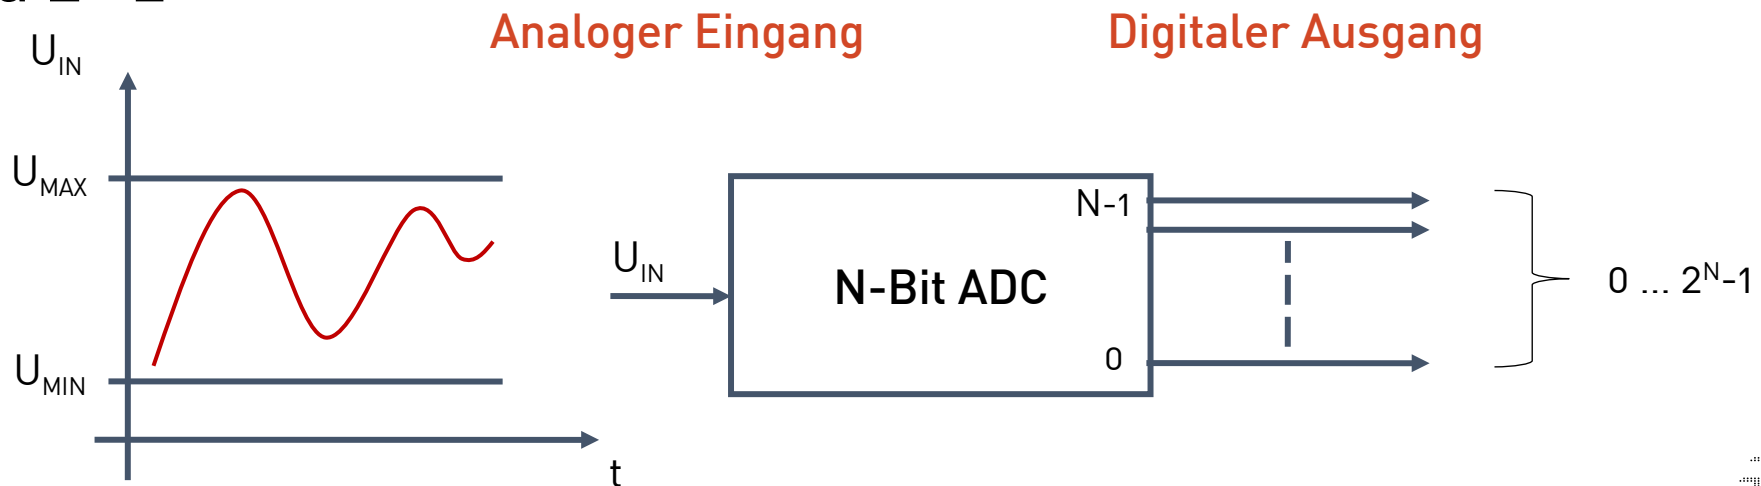 Analoger Eingang
Digitaler Ausgang
U_IN
U_MAX
U_MIN
t
U_IN
N-Bit ADC
N-1
0
0 ... 2^N-1